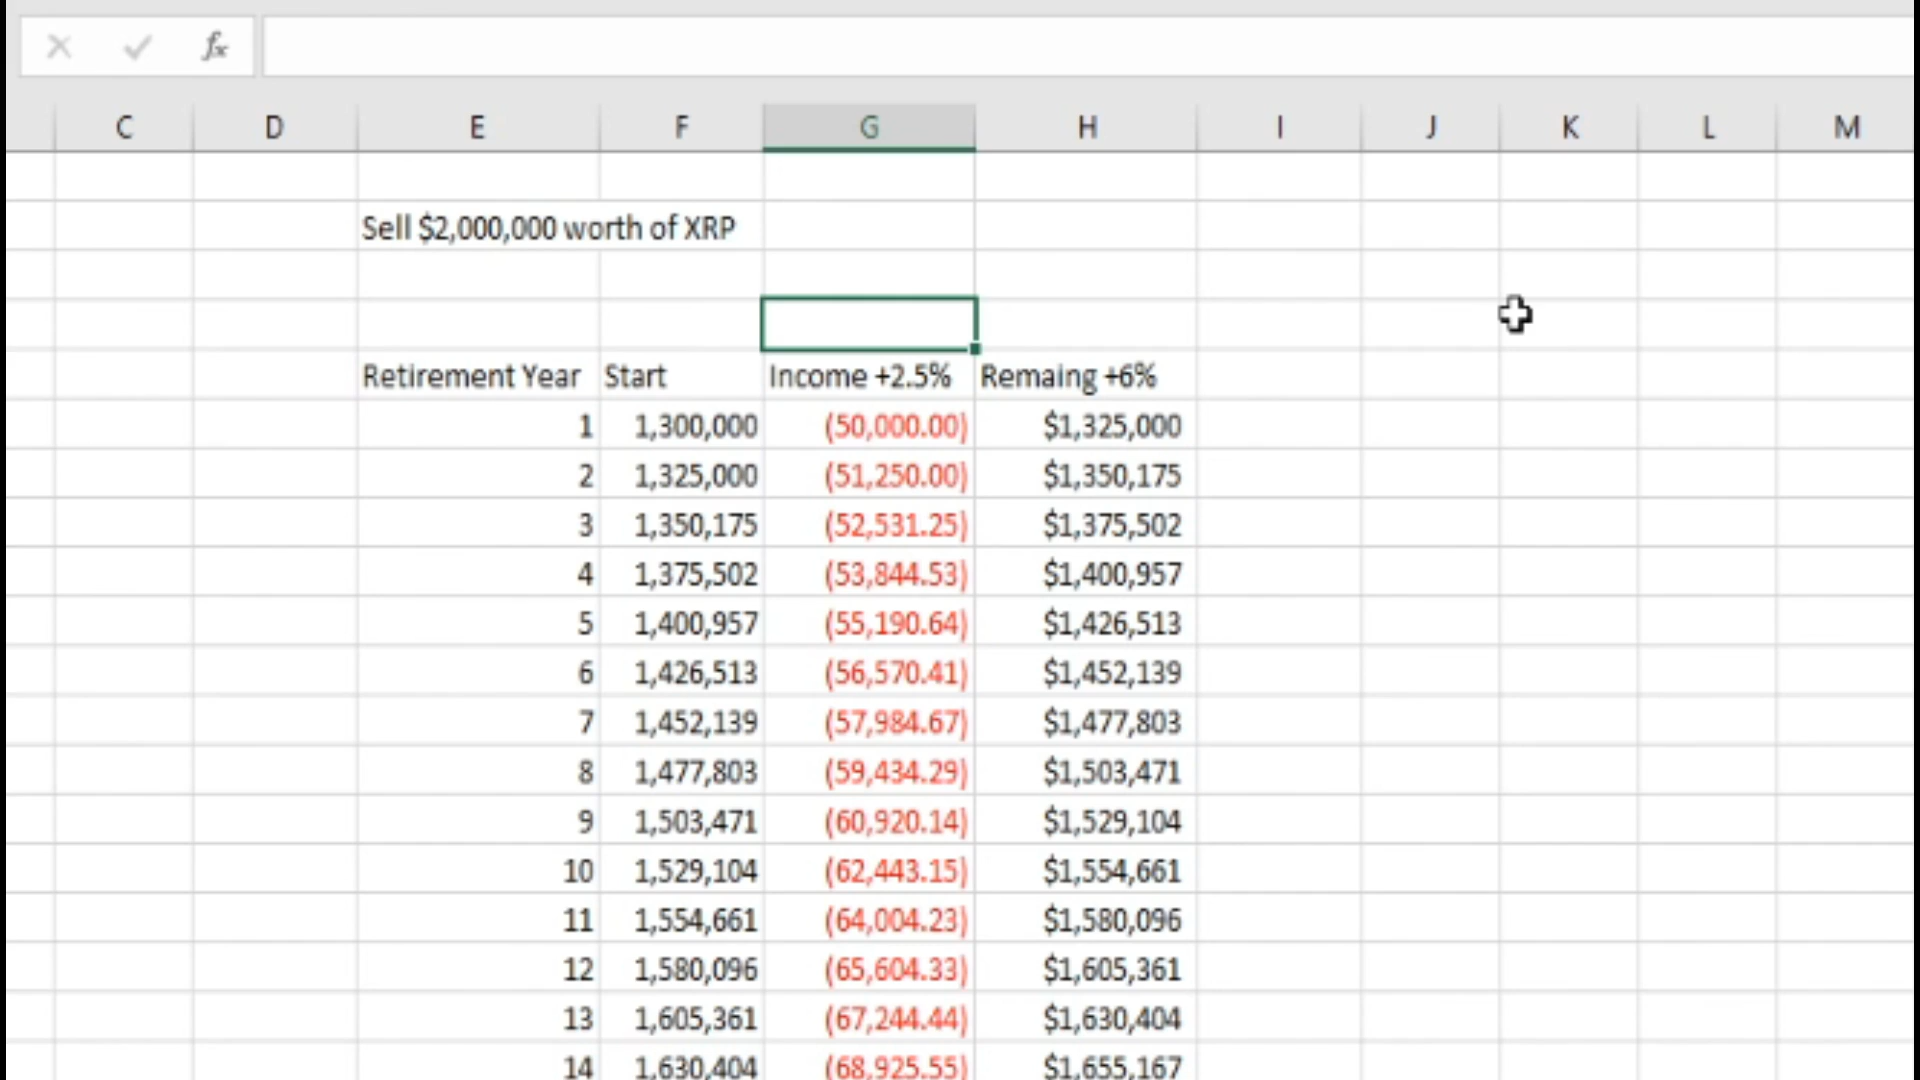 fx
C D E F G H I J K L M
Sell $2,000,000 worth of XRP
Retirement Year Start Income +2.5% Remaing +6%
1 1,300,000 (50,000.00) $1,325,000
2 1,325,000 (51,250.00) $1,350,175
3 1,350,175 (52,531.25) $1,375,502
4 1,375,502 (53,844.53) $1,400,957
5 1,400,957 (55,190.64) $1,426,513
6 1,426,513 (56,570.41) $1,452,139
7 1,452,139 (57,984.67) $1,477,803
8 1,477,803 (59,434.29) $1,503,471
9 1,503,471 (60,920.14) $1,529,104
10 1,529,104 (62,443.15) $1,554,661
11 1,554,661 (64,004.23) $1,580,096
12 1,580,096 (65,604.33) $1,605,361
13 1,605,361 (67,244.44) $1,630,404
14 1,630,404 (68,925.55) $1,655,167